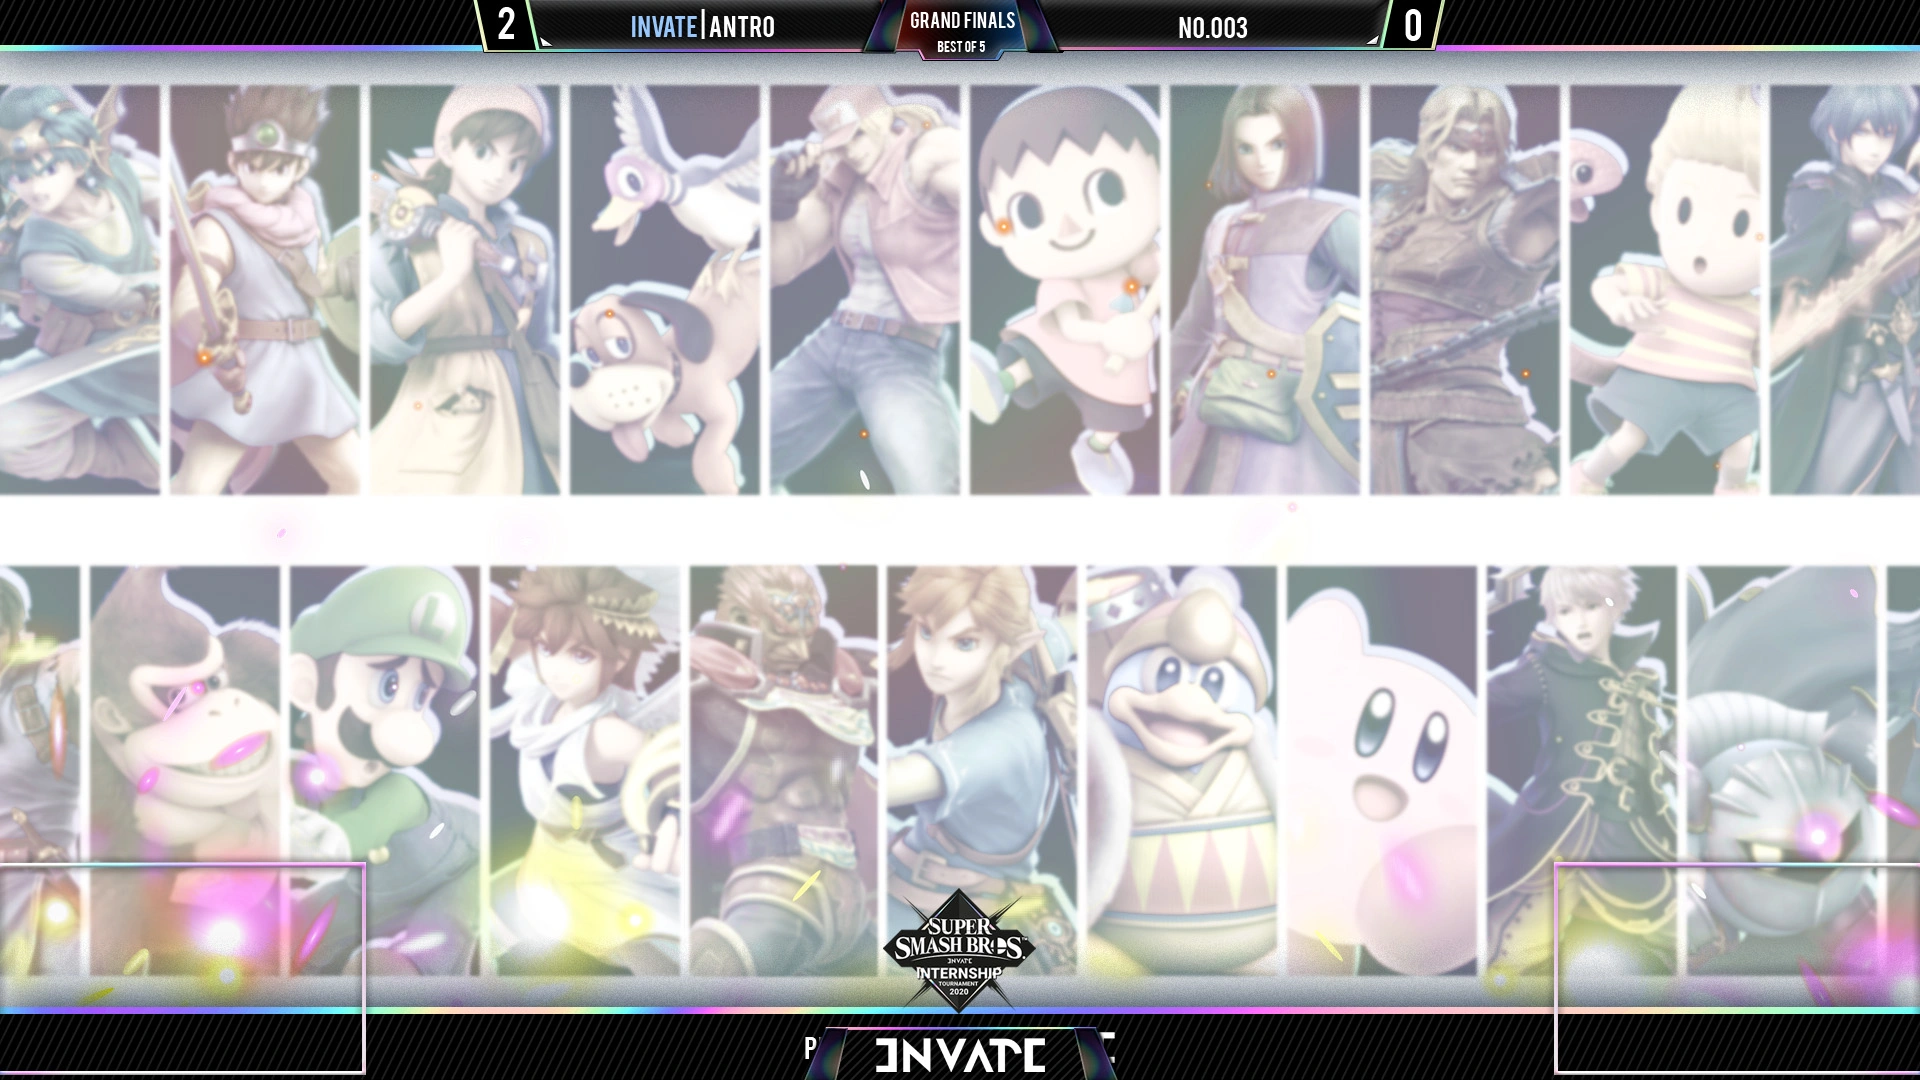 2
INVATE|ANTRO
GRAND FINALS
BEST OF 5
NO.003
0
L
SUPER
SMASH BROS.
INVATE
INTERNSHIP
TOURNAMENT
2020
INVATE